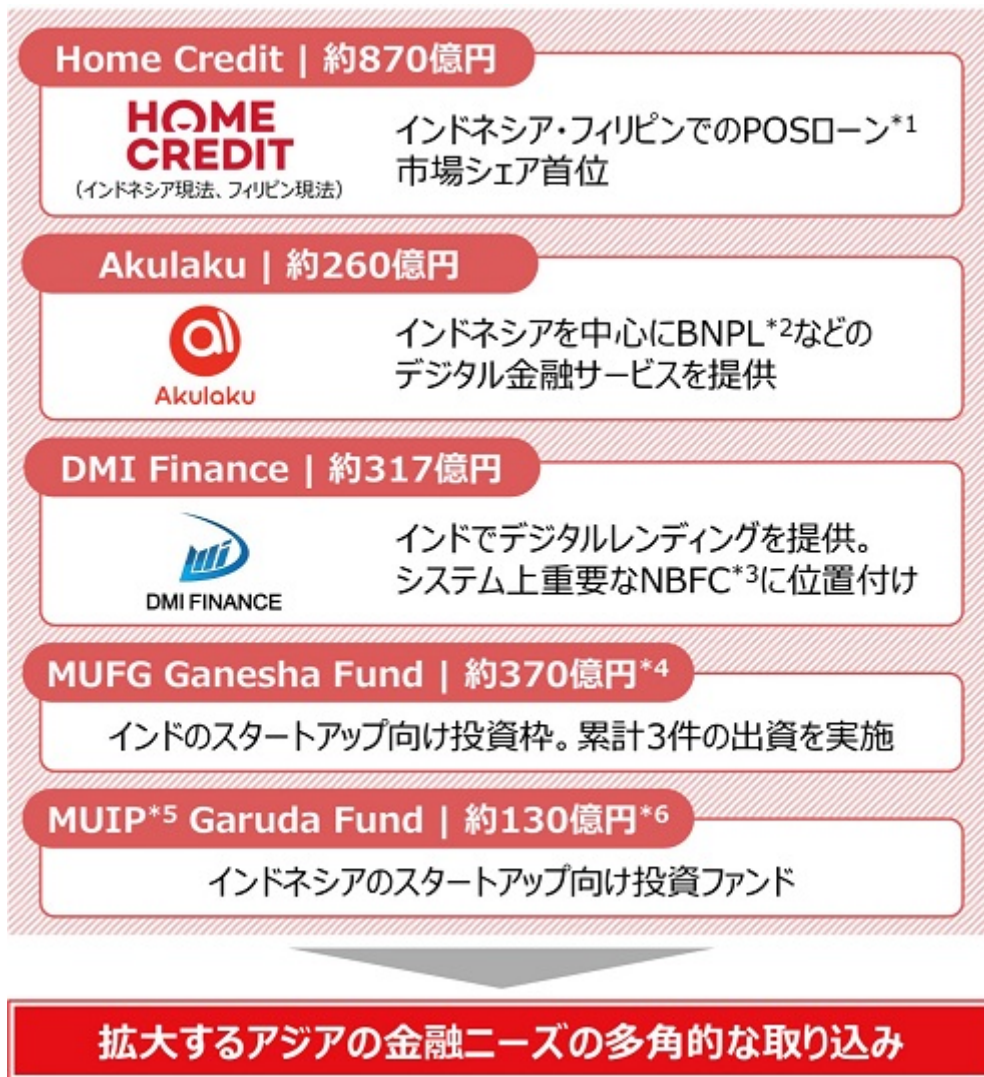 Home Credit | 約870億円
HOME
CREDIT
（インドネシア現法、フィリピン現法）
インドネシア・フィリピンでのPOSローン*1
市場シェア首位
Akulaku | 約260億円
Akulaku
インドネシアを中心にBNPL*2などの
デジタル金融サービスを提供
DMI Finance | 約317億円
DMI FINANCE
インドでデジタルレンディングを提供。
システム上重要なNBFC*3に位置付け
MUFG Ganesha Fund | 約370億円*4
インドのスタートアップ向け投資枠。累計3件の出資を実施
MUIP*5 Garuda Fund | 約130億円*6
インドネシアのスタートアップ向け投資ファンド
拡大するアジアの金融ニーズの多角的な取り込み